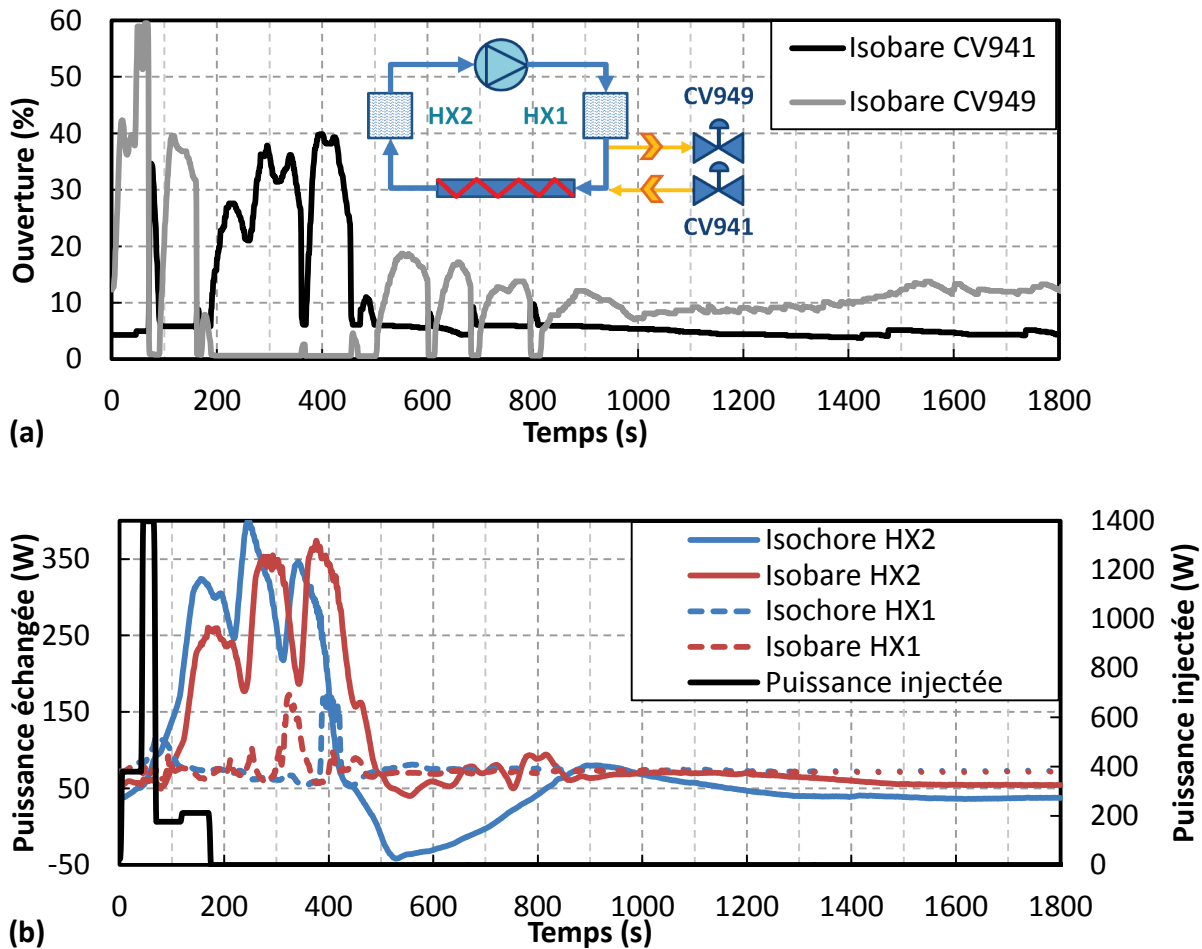 60
50
40
30
20
10
0
Ouverture (%)
Isobare CV941
Isobare CV949
HX2
HX1
CV949
CV941
0 200 400 600 800 1000 1200 1400 1600 1800
Temps (s)
(a)
350
250
150
50
-50
Puissance échangée (W)
Isochore HX2
Isobare HX2
Isochore HX1
Isobare HX1
Puissance injectée
1400
1200
1000
800
600
400
200
0
Puissance injectée (W)
0 200 400 600 800 1000 1200 1400 1600 1800
Temps (s)
(b)